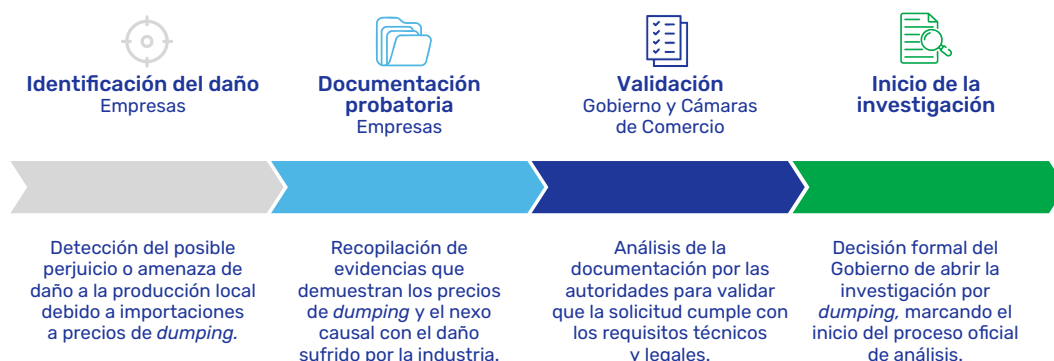 Identificación del daño
Empresas
Documentación
probatoria
Empresas
Validación
Gobierno y Cámaras
de Comercio
Inicio de la
investigación
Detección del posible
perjuicio o amenaza de
daño a la producción local
debido a importaciones
a precios de dumping.
Recopilación de
evidencias que
demuestran los precios
de dumping y el nexo
causal con el daño
sufrido por la industria.
Análisis de la
documentación por las
autoridades para validar
que la solicitud cumple con
los requisitos técnicos
y legales.
Decisión formal del
Gobierno de abrir la
investigación por
dumping, marcando el
inicio del proceso oficial
de análisis.